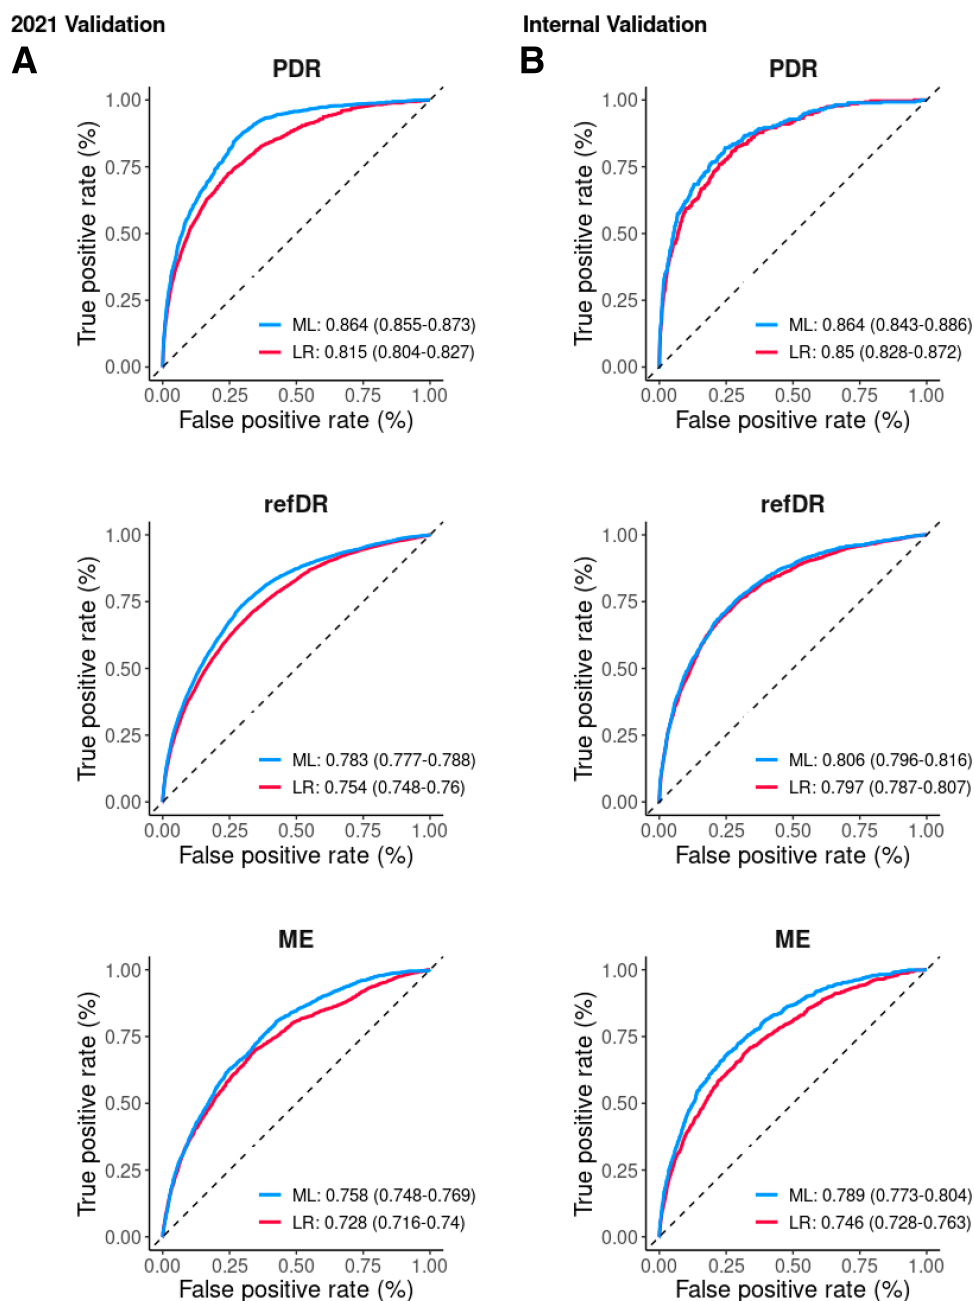 2021 Validation
Internal Validation
A
B
PDR
True positive rate (%)
1.00
0.75
0.50
0.25
0.00
ML: 0.864 (0.855-0.873)
LR: 0.815 (0.804-0.827)
0.00 0.25 0.50 0.75 1.00
False positive rate (%)
PDR
True positive rate (%)
1.00
0.75
0.50
0.25
0.00
ML: 0.864 (0.843-0.886)
LR: 0.85 (0.828-0.872)
0.00 0.25 0.50 0.75 1.00
False positive rate (%)
refDR
True positive rate (%)
1.00
0.75
0.50
0.25
0.00
ML: 0.783 (0.777-0.788)
LR: 0.754 (0.748-0.76)
0.00 0.25 0.50 0.75 1.00
False positive rate (%)
refDR
True positive rate (%)
1.00
0.75
0.50
0.25
0.00
ML: 0.806 (0.796-0.816)
LR: 0.797 (0.787-0.807)
0.00 0.25 0.50 0.75 1.00
False positive rate (%)
ME
True positive rate (%)
1.00
0.75
0.50
0.25
0.00
ML: 0.758 (0.748-0.769)
LR: 0.728 (0.716-0.74)
0.00 0.25 0.50 0.75 1.00
False positive rate (%)
ME
True positive rate (%)
1.00
0.75
0.50
0.25
0.00
ML: 0.789 (0.773-0.804)
LR: 0.746 (0.728-0.763)
0.00 0.25 0.50 0.75 1.00
False positive rate (%)